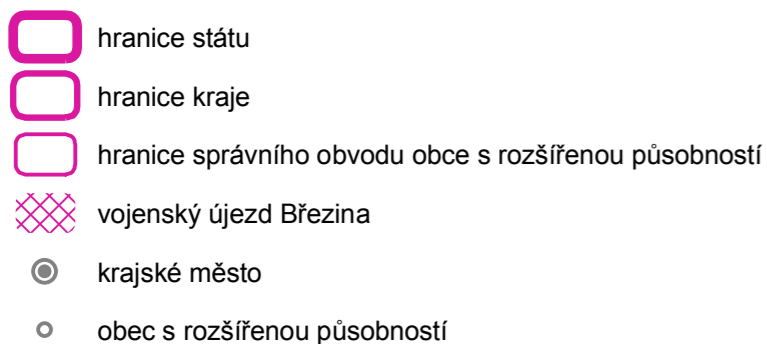 hranice státu
hranice kraje
hranice správního obvodu obce s rozšířenou působností
vojenský újezd Březina
krajské město
obec s rozšířenou působností